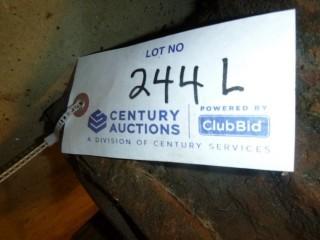 LOT NO
244 L
CENTURY AUCTIONS
POWERED BY
ClubBid
A DIVISION OF CENTURY SERVICES